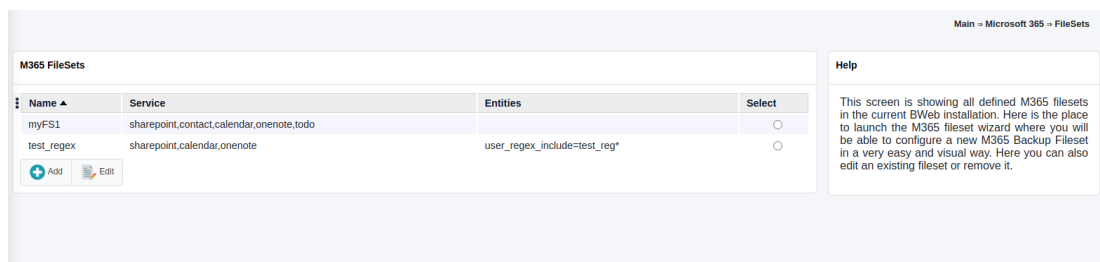 Main ⇒ Microsoft 365 ⇒ FileSets
M365 FileSets
Name Service Entities Select
myFS1 sharepoint,contact,calendar,onenote,todo
test_regex sharepoint,calendar,onenote user_regex_include=test_reg*
Add Edit
Help
This screen is showing all defined M365 filesets
in the current BWeb installation. Here is the place
to launch the M365 fileset wizard where you will
be able to configure a new M365 Backup Fileset
in a very easy and visual way. Here you can also
edit an existing fileset or remove it.